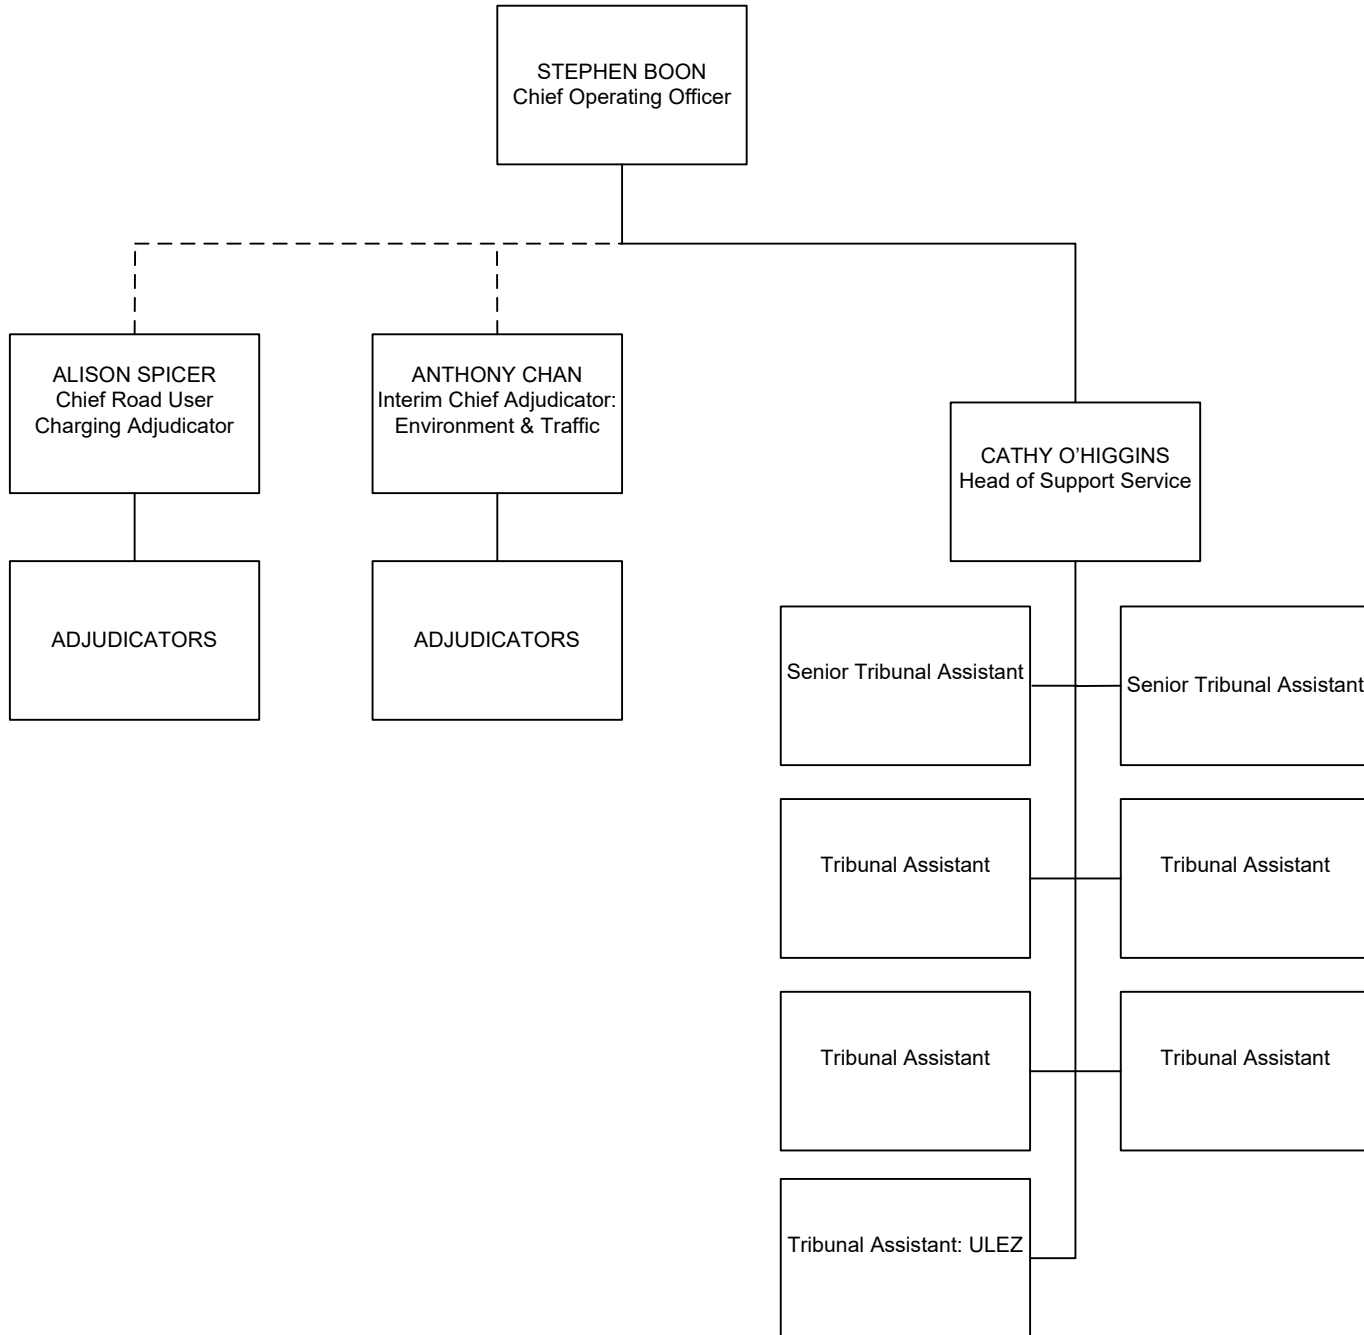 STEPHEN BOON
Chief Operating Officer
ALISON SPICER
Chief Road User
Charging Adjudicator
ANTHONY CHAN
Interim Chief Adjudicator:
Environment & Traffic
CATHY O’HIGGINS
Head of Support Service
ADJUDICATORS
ADJUDICATORS
Senior Tribunal Assistant
Senior Tribunal Assistant
Tribunal Assistant
Tribunal Assistant
Tribunal Assistant
Tribunal Assistant
Tribunal Assistant: ULEZ